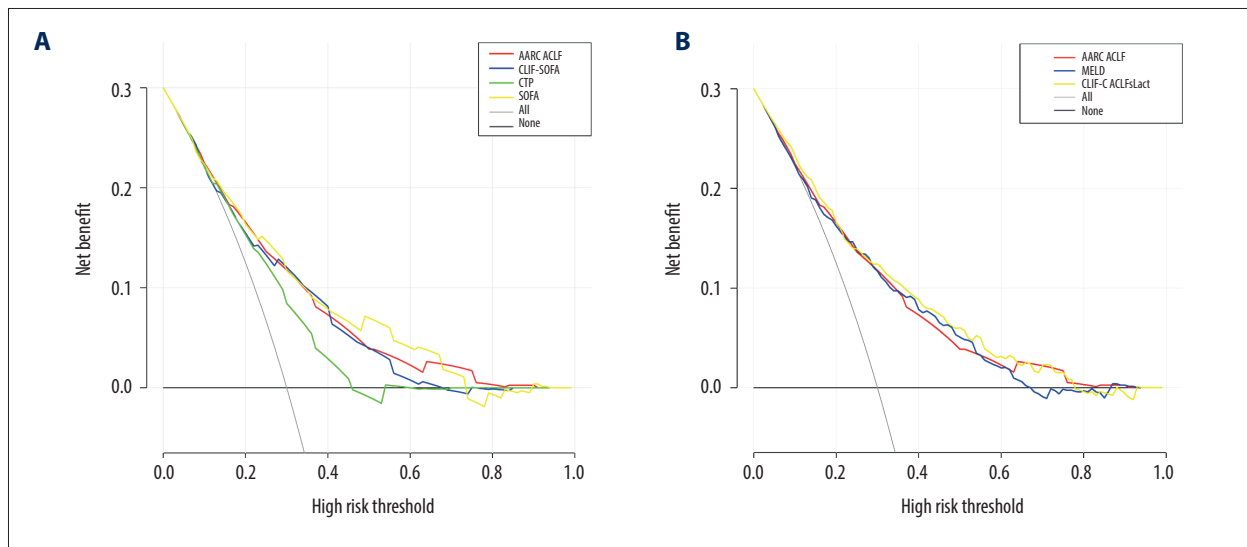 A
AARC ACLF
CLIF-SOFA
CTP
SOFA
All
None
Net benefit
0.3
0.2
0.1
0.0
0.0 0.2 0.4 0.6 0.8 1.0
High risk threshold
B
AARC ACLF
MELD
CLIF-C ACLFsLact
All
None
Net benefit
0.3
0.2
0.1
0.0
0.0 0.2 0.4 0.6 0.8 1.0
High risk threshold